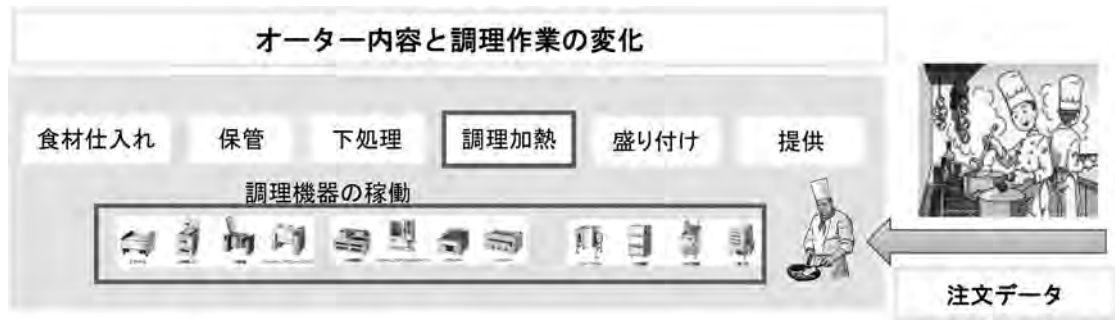 オーター内容と調理作業の変化
食材仕入れ
保管
下処理
調理加熱
盛り付け
提供
調理機器の稼働
注文データ